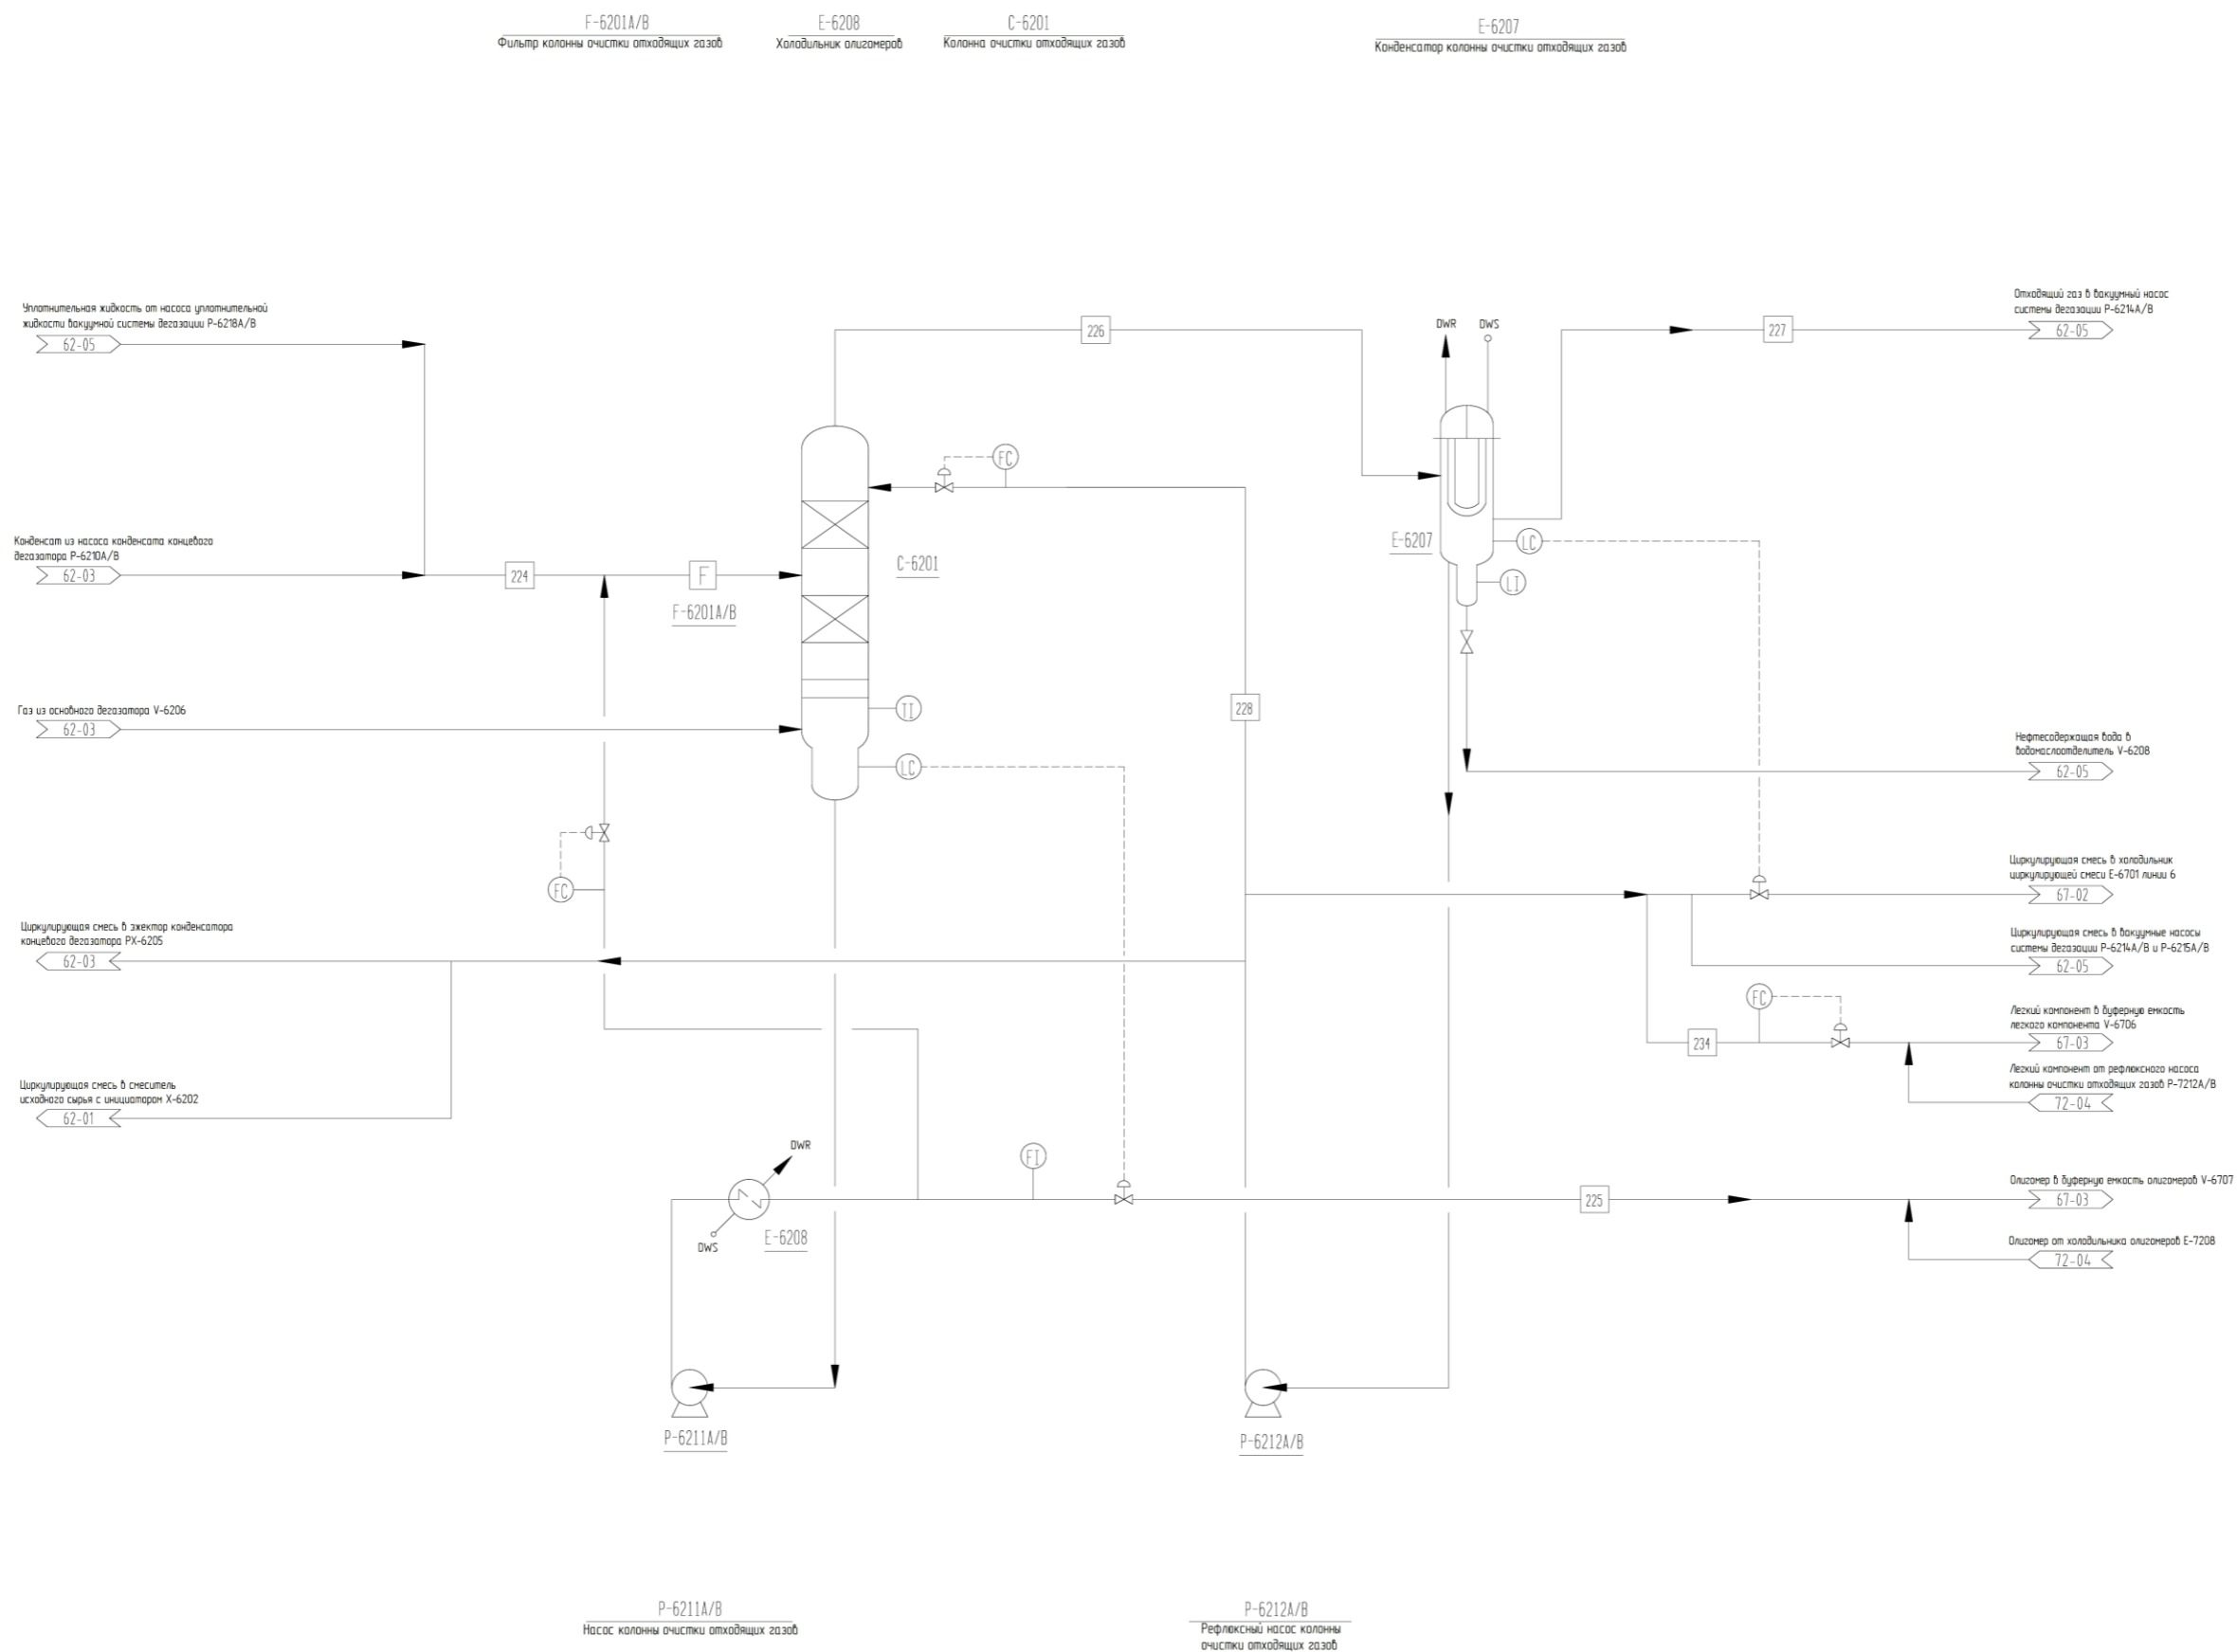 F-6201A/B
Фильтр колонны очистки отходящих газов
E-6208
Холодильник олигомеров
C-6201
Колонна очистки отходящих газов
E-6207
Конденсатор колонны очистки отходящих газов
Уплотнительная жидкость от насоса уплотнительной
жидкости вакуумной системы дегазации P-6218A/B
62-05
226
DWR
DWS
Отходящий газ в вакуумный насос
системы дегазации P-6214A/B
227
62-05
FC
Конденсат из насоса конденсата концевого
дегазатора P-6210A/B
62-03
224
F
F-6201A/B
C-6201
E-6207
LC
LI
Газ из основного дегазатора V-6206
62-03
TI
LC
228
Нефтесодержащая вода в
водомаслоотделитель V-6208
62-05
FC
Циркулирующая смесь в холодильник
циркулирующей смеси E-6701 линии 6
67-02
Циркулирующая смесь в эжектор конденсатора
концевого дегазатора PX-6205
62-03
Циркулирующая смесь в вакуумные насосы
системы дегазации P-6214A/B и P-6215A/B
62-05
FC
Легкий компонент в буферную емкость
легкого компонента V-6706
234
67-03
Легкий компонент от рефлюксного насоса
колонны очистки отходящих газов P-7212A/B
72-04
Циркулирующая смесь в смеситель
исходного сырья с инициатором X-6202
62-01
DWR
DWS
E-6208
FI
225
Олигомер в буферную емкость олигомеров V-6707
67-03
Олигомер от холодильника олигомеров E-7208
72-04
P-6211A/B
P-6212A/B
P-6211A/B
Насос колонны очистки отходящих газов
P-6212A/B
Рефлюксный насос колонны
очистки отходящих газов